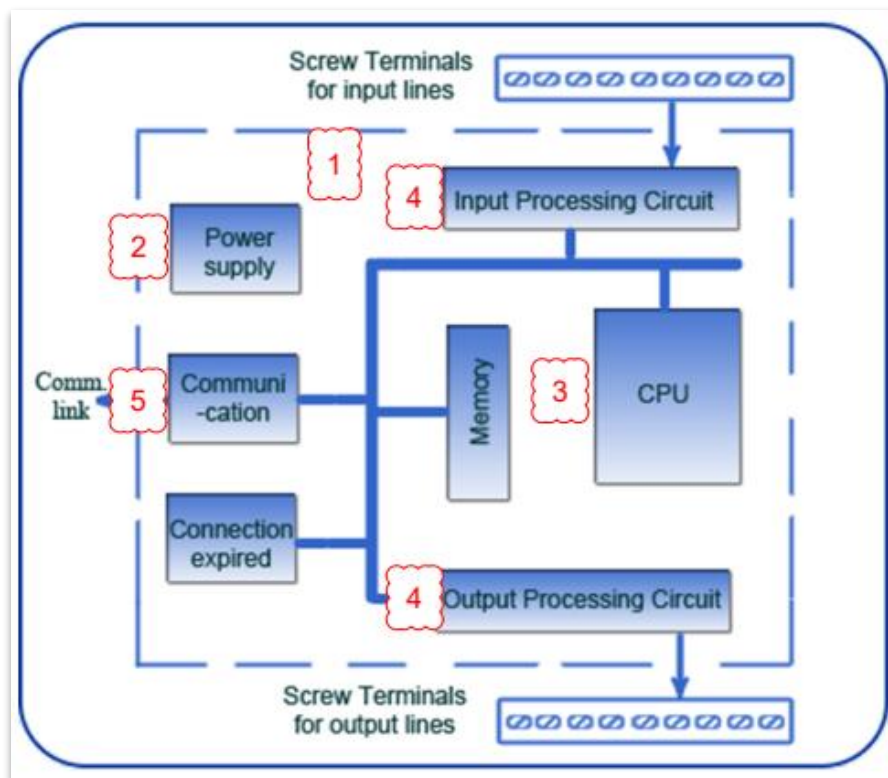 Screw Terminals
for input lines
1
4
Input Processing Circuit
2
Power
supply
Comm.
link
5
Communi
-cation
Memory
3
CPU
Connection
expired
4
Output Processing Circuit
Screw Terminals
for output lines